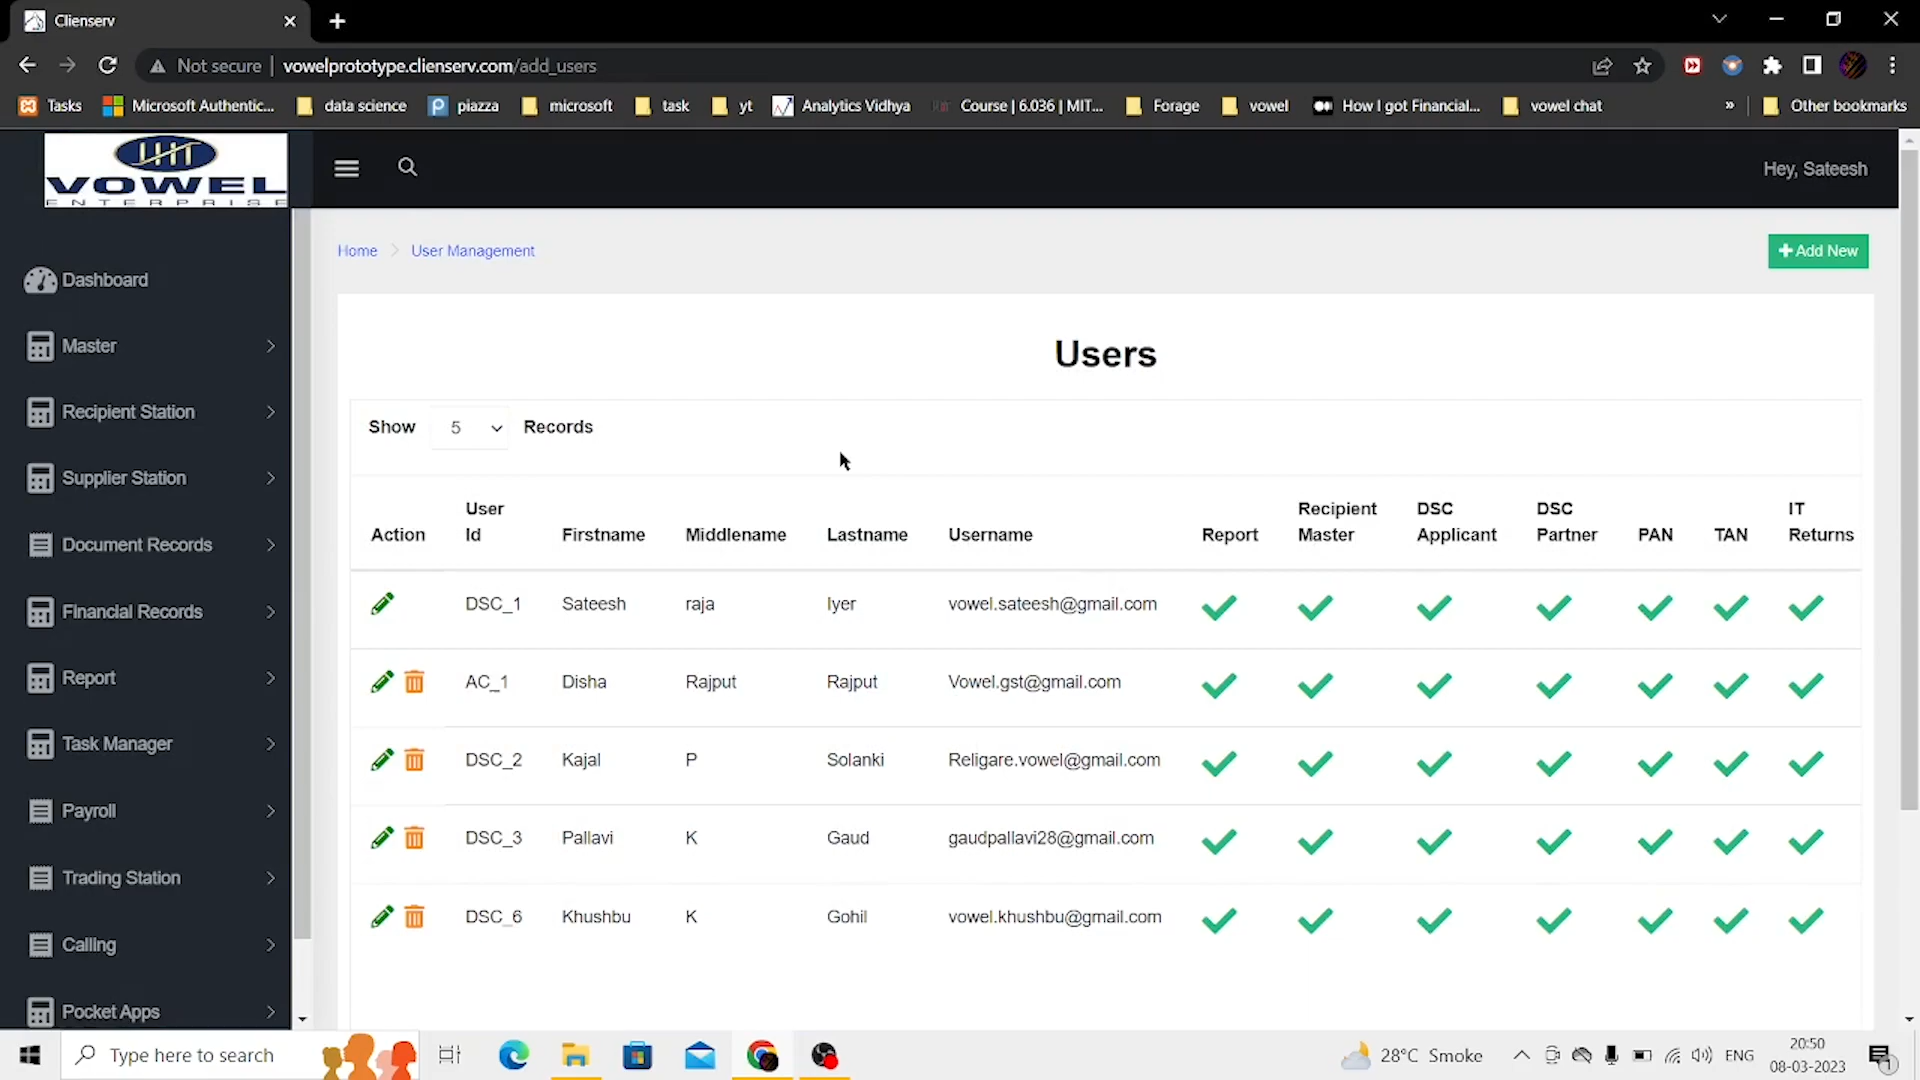 Clienserv
Not secure vowelprototype.clienserv.com/add_users
Tasks Microsoft Authentic... data science piazza microsoft task yt Analytics Vidhya Course | 6.036 | MIT... Forage vowel How I got Financial... vowel chat » Other bookmarks
VOWEL
ENTERPRISE
Hey, Sateesh
Home User Management
Add New
Dashboard
Master
Recipient Station
Supplier Station
Document Records
Financial Records
Report
Task Manager
Payroll
Trading Station
Calling
Pocket Apps
Users
Show 5 Records
Action User Id Firstname Middlename Lastname Username Report Recipient Master DSC Applicant DSC Partner PAN TAN IT Returns
DSC_1 Sateesh raja Iyer vowel.sateesh@gmail.com
AC_1 Disha Rajput Rajput Vowel.gst@gmail.com
DSC_2 Kajal P Solanki Religare.vowel@gmail.com
DSC_3 Pallavi K Gaud gaudpallavi28@gmail.com
DSC_6 Khushbu K Gohil vowel.khushbu@gmail.com
Type here to search
28°C Smoke
ENG
20:50
08-03-2023
1